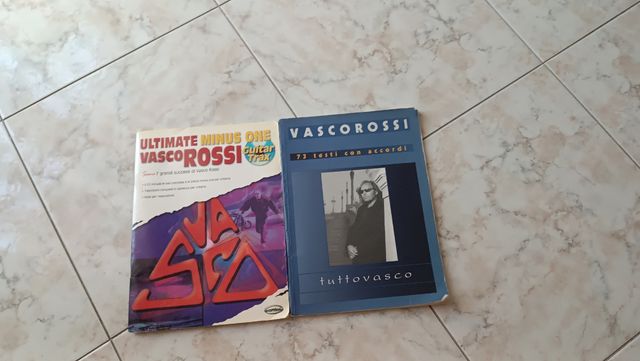 ULTIMATE MINUS ONE
VASCO ROSSI
Guitar Trax
7 grandi successi di Vasco Rossi
VASCO
VASCOROSSI
73 testi con accordi
tuttovasco